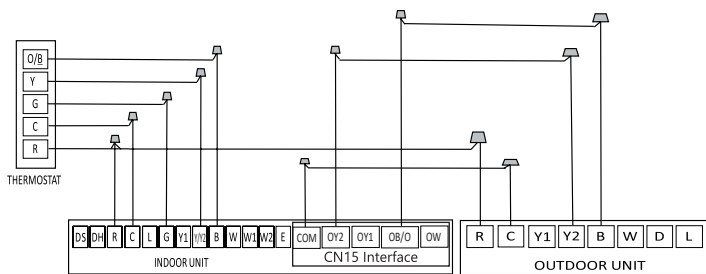 O/B
Y
G
C
R
THERMOSTAT
DS DH R C L G Y1 Y/Y2 B W W1 W2 E COM OY2 OY1 OB/O OW
CN15 Interface
INDOOR UNIT
R C Y1 Y2 B W D L
OUTDOOR UNIT